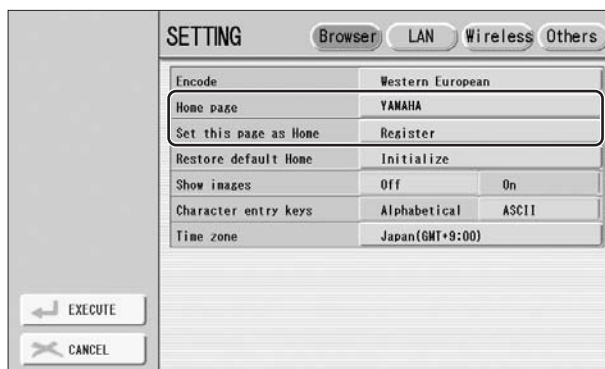 SETTING Browser LAN Wireless Others
Encode Western European
Home page YAMAHA
Set this page as Home Register
Restore default Home Initialize
Show images Off On
Character entry keys Alphabetical ASCII
Time zone Japan(GMT+9:00)
EXECUTE
CANCEL